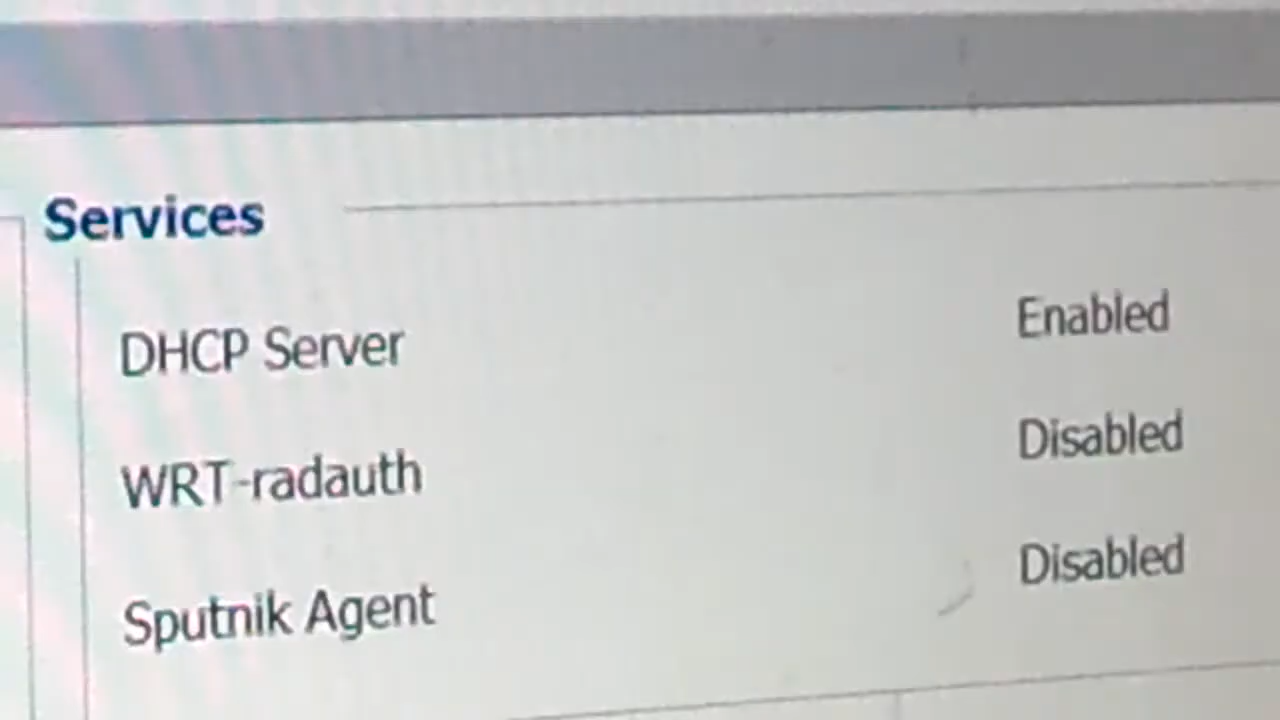 Services
DHCP Server Enabled
WRT-radauth Disabled
Sputnik Agent Disabled